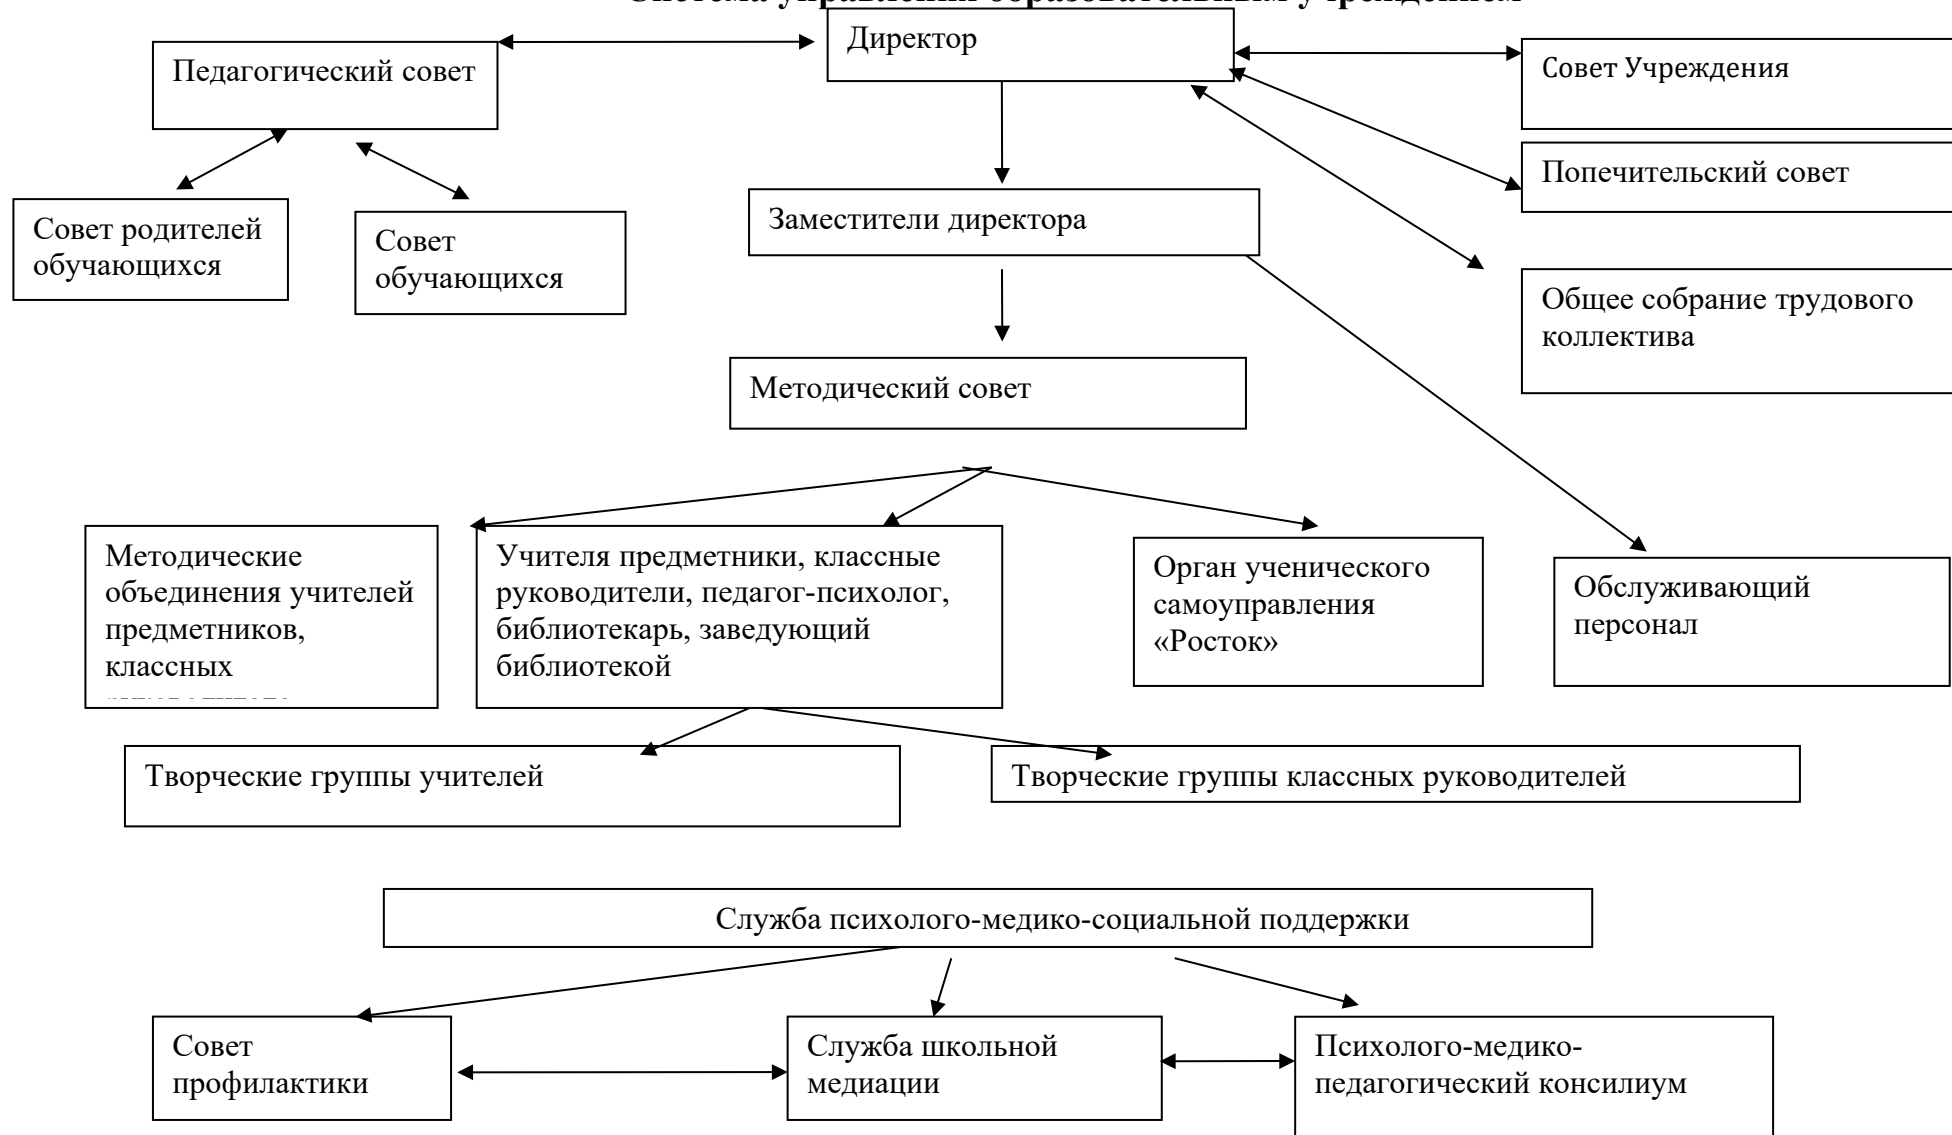 Система управления образовательным учреждением
Директор
Педагогический совет
Совет Учреждения
Попечительский совет
Совет родителей
обучающихся
Совет
обучающихся
Заместители директора
Общее собрание трудового
коллектива
Методический совет
Методические
объединения учителей
предметников,
классных
Учителя предметники, классные
руководители, педагог-психолог,
библиотекарь, заведующий
библиотекой
Орган ученического
самоуправления
«Росток»
Обслуживающий
персонал
Творческие группы учителей
Творческие группы классных руководителей
Служба психолого-медико-социальной поддержки
Совет
профилактики
Служба школьной
медиации
Психолого-медико-
педагогический консилиум